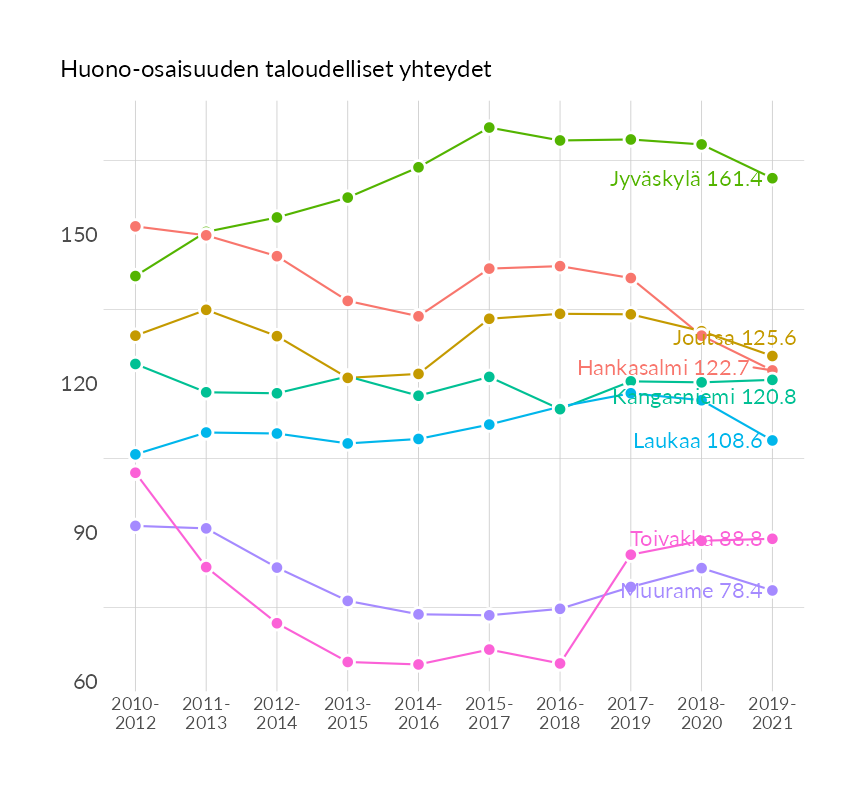 Huono-osaisuuden taloudelliset yhteydet
150
120
90
60
Jyväskylä 161.4
Joutsa 125.6
Hankasalmi 122.7
Kangasniemi 120.8
Laukaa 108.6
Toivakka 88.8
Muurame 78.4
2010- 2011- 2012- 2013- 2014- 2015- 2016- 2017- 2018- 2019-
2012 2013 2014 2015 2016 2017 2018 2019 2020 2021